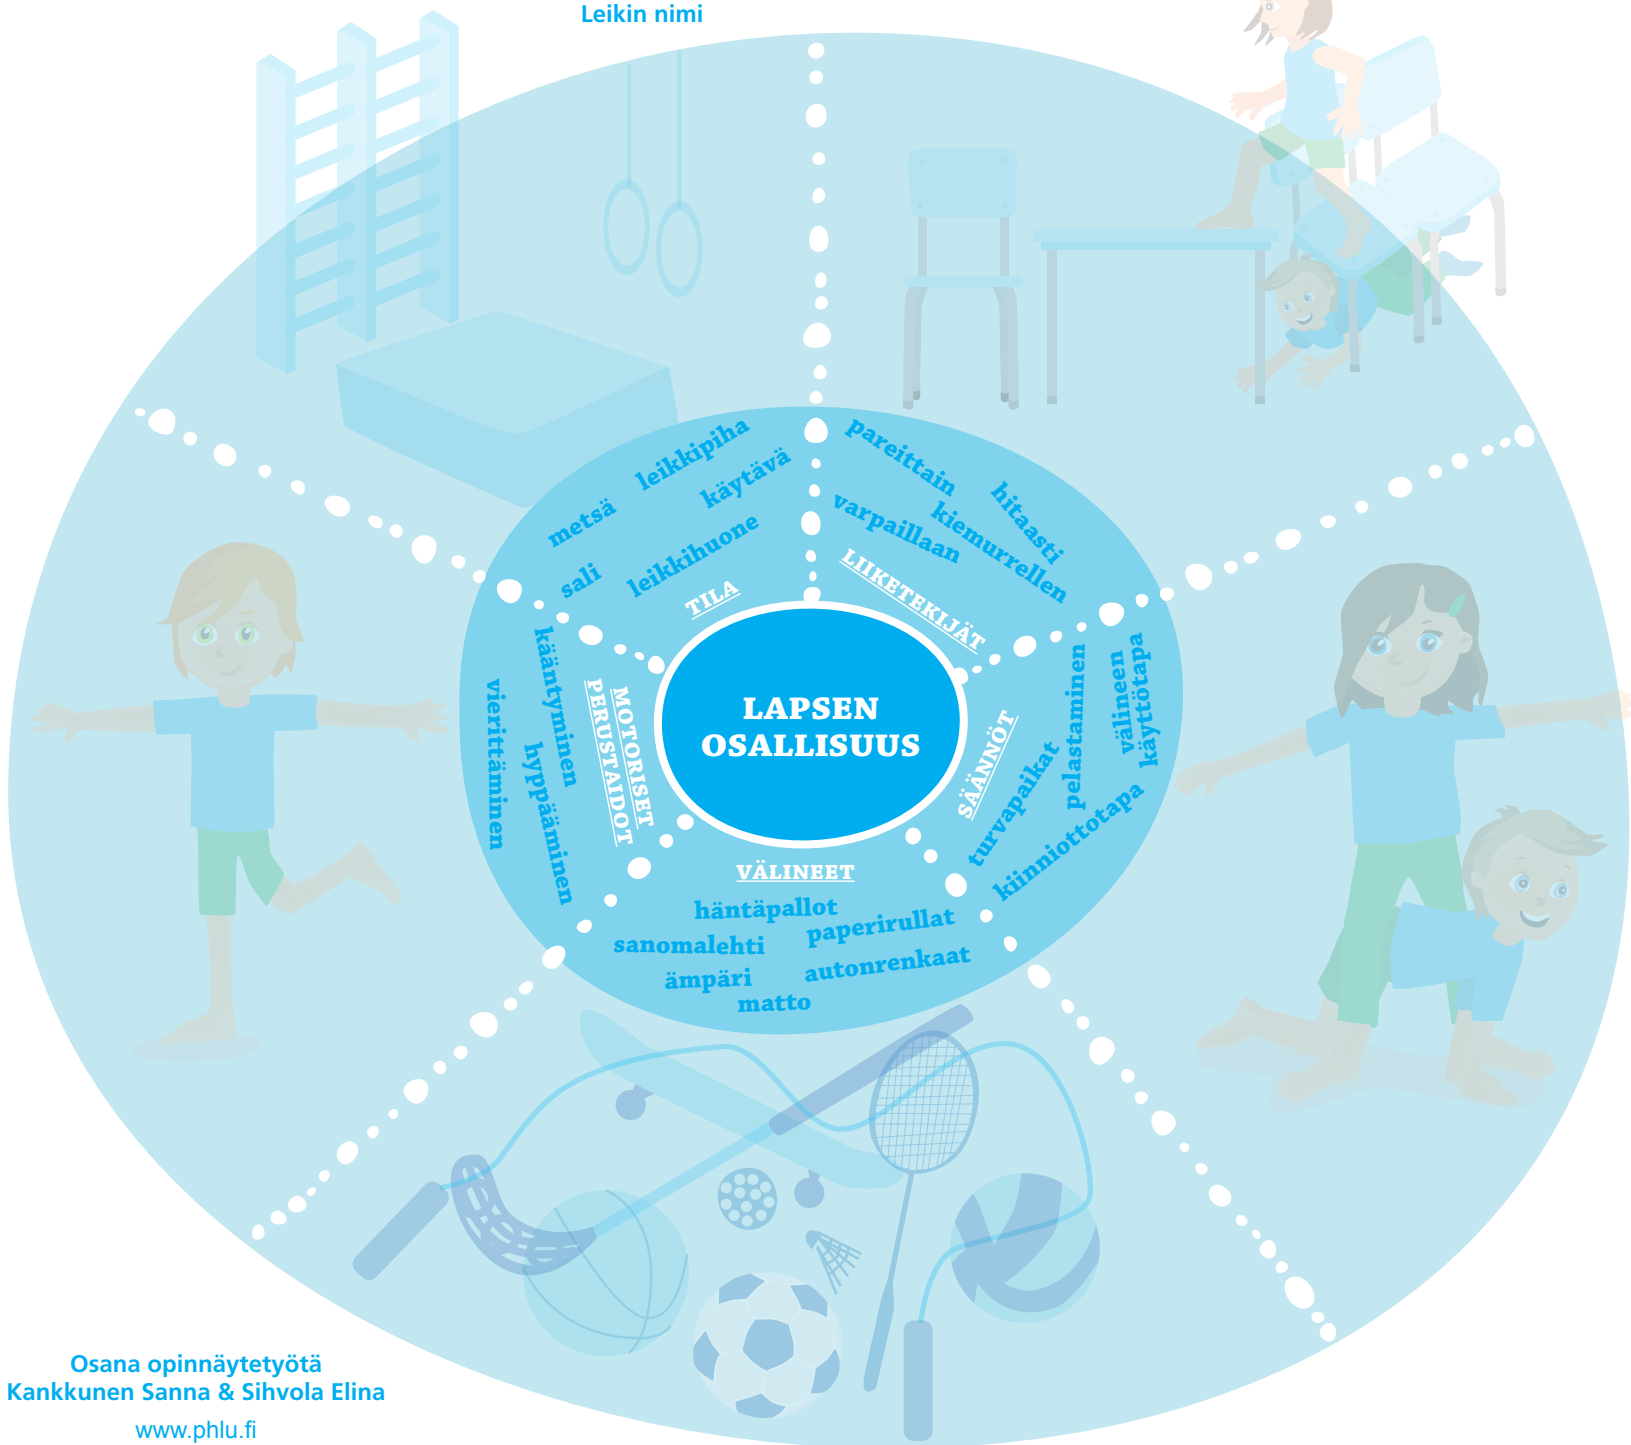 Leikin nimi
leikkipiha
käytävä
metsä
leikkihuone
sali
TILA
pareittain
hitaasti
kiemurrellen
varpaillaan
LIIKETEKIJÄT
kääntyminen
vierittäminen
hyppääminen
MOTORISET
PERUSTAIDOT
LAPSEN
OSALLISUUS
SÄÄNNÖT
turvapaikat
pelastaminen
välineen
käyttötapa
kiinniottotapa
VÄLINEET
häntäpallot
paperirullat
sanomalehti
autonrenkaat
ämpäri
matto
Osana opinnäytetyötä
Kankkunen Sanna & Sihvola Elina
www.phlu.fi